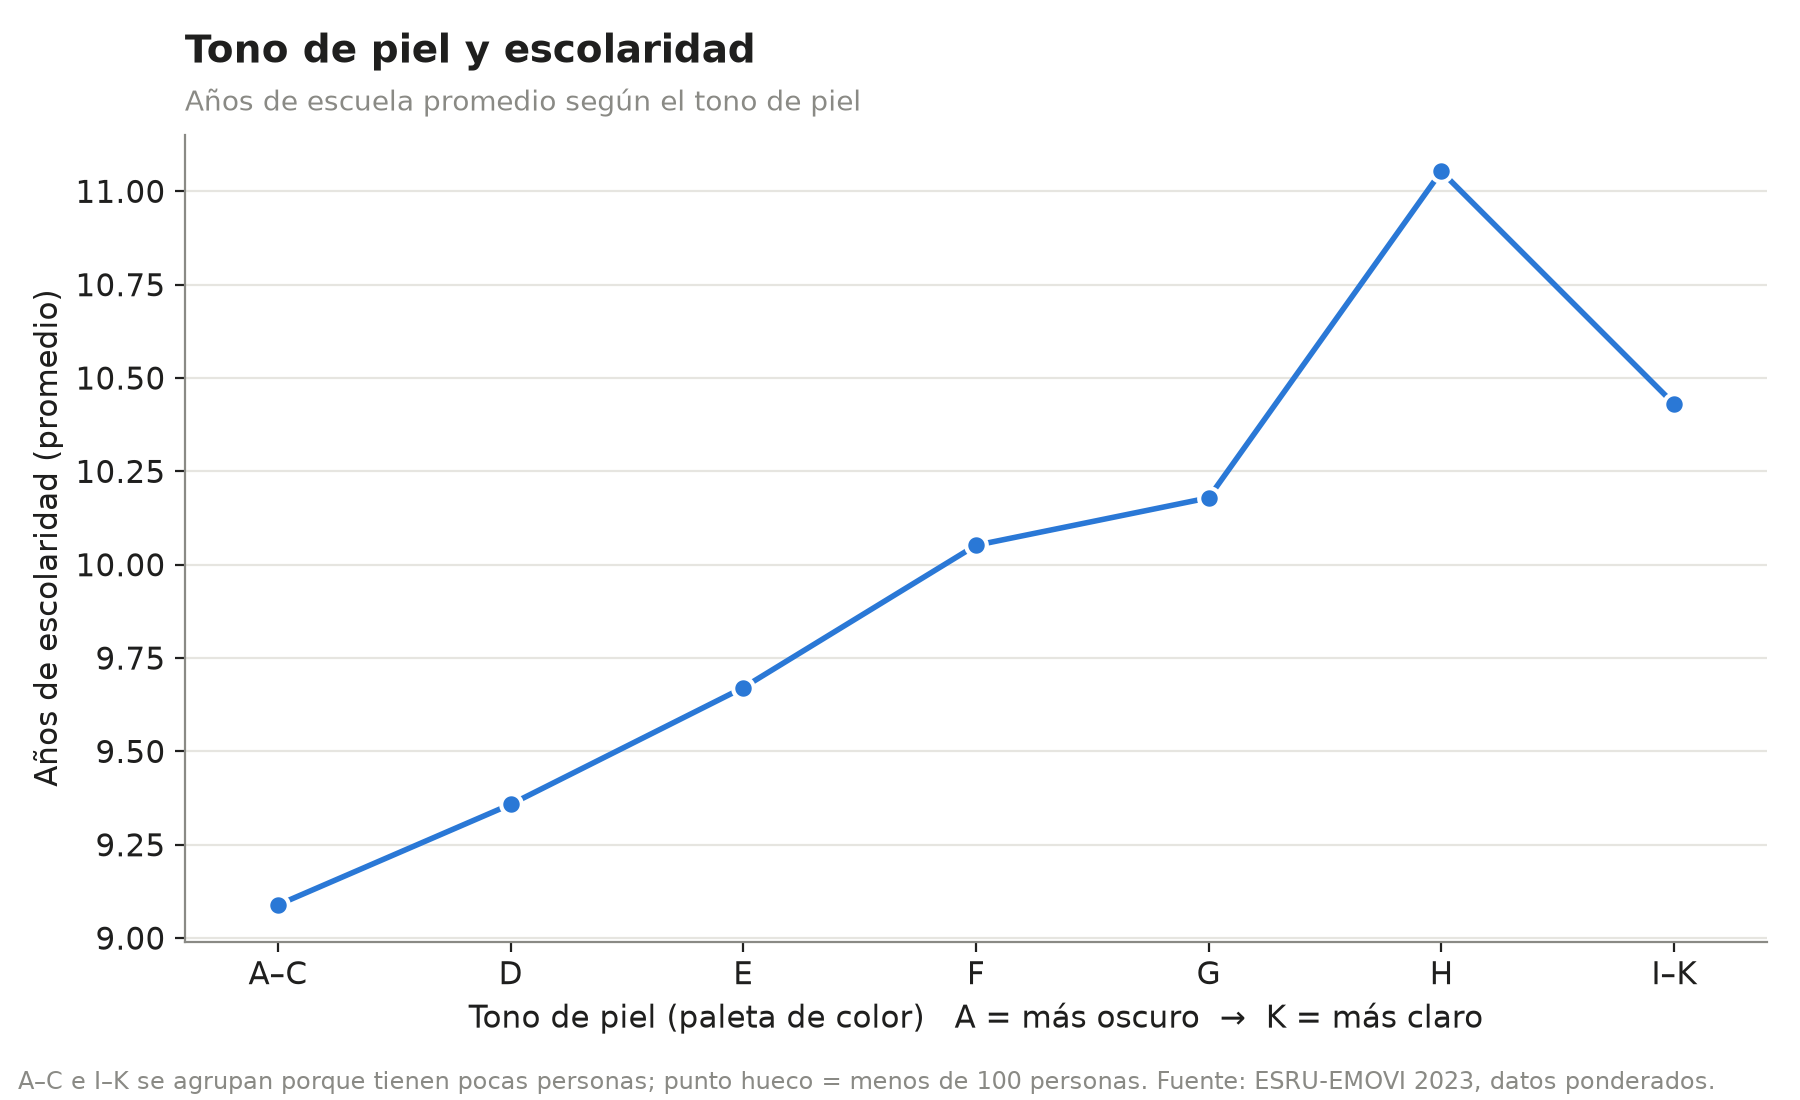 Tono de piel y escolaridad
Años de escuela promedio según el tono de piel
Años de escolaridad (promedio)
11.00
10.75
10.50
10.25
10.00
9.75
9.50
9.25
9.00
A–C D E F G H I–K
Tono de piel (paleta de color) A = más oscuro → K = más claro
A–C e I–K se agrupan porque tienen pocas personas; punto hueco = menos de 100 personas. Fuente: ESRU-EMOVI 2023, datos ponderados.